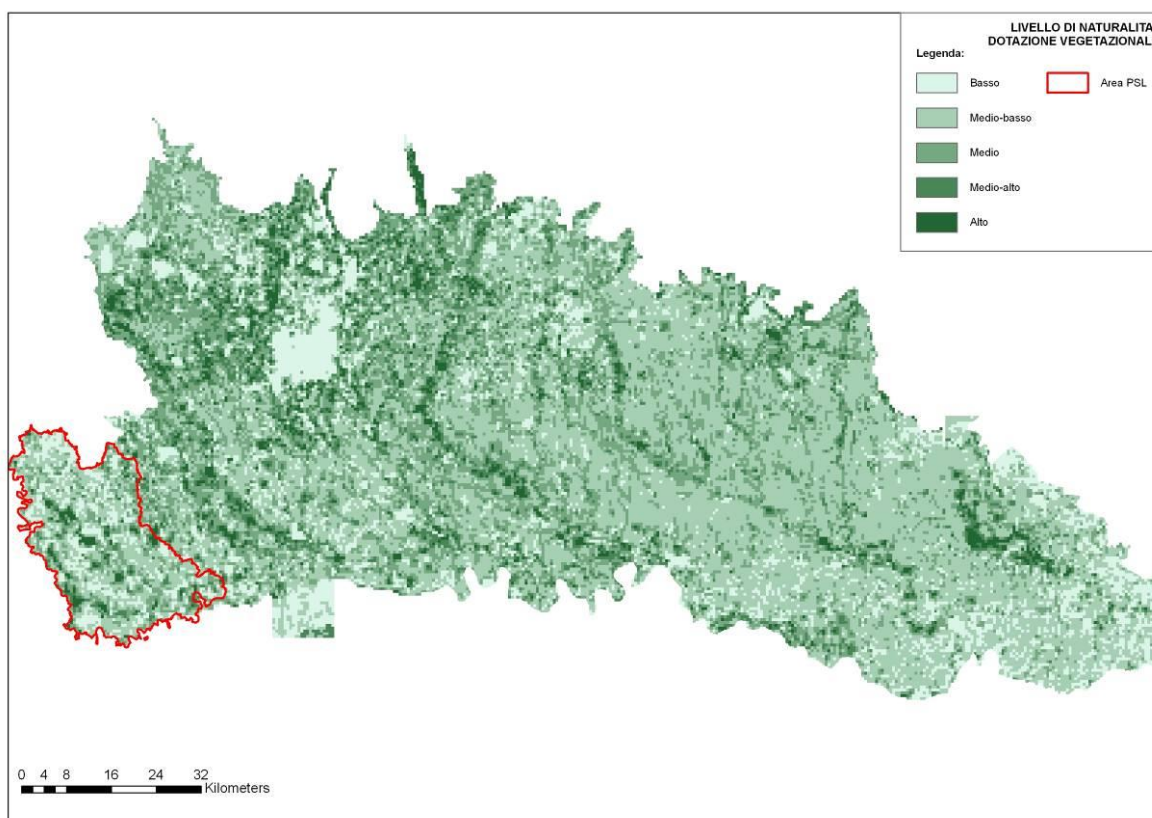 LIVELLO DI NATURALITA
DOTAZIONE VEGETAZIONAL
Legenda:
Basso
Area PSL
Medio-basso
Medio
Medio-alto
Alto
0 4 8 16 24 32
Kilometers